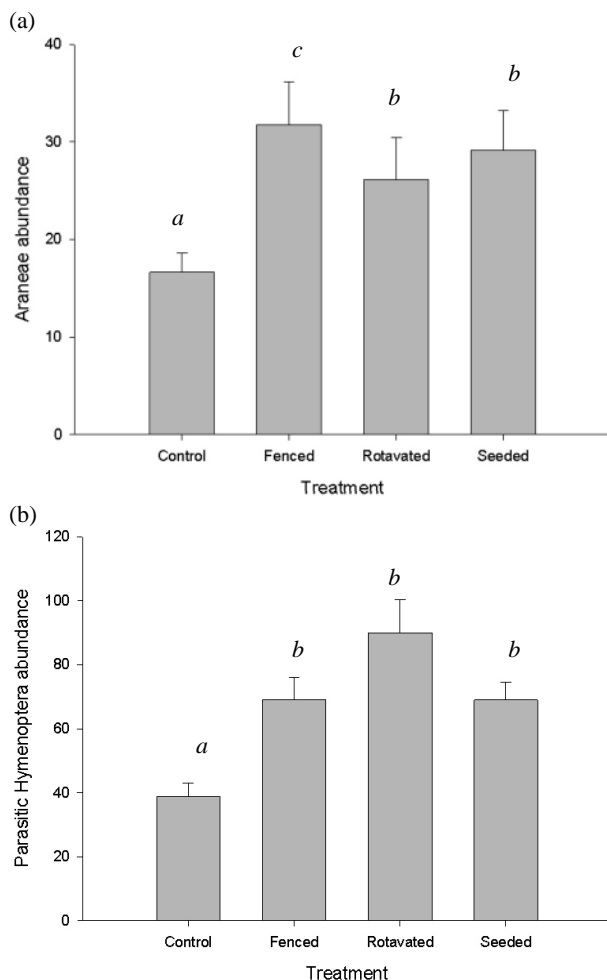 (a)
40
30
20
10
0
Araneae abundance
a
c
b
b
Control Fenced Rotavated Seeded
Treatment
(b)
120
100
80
60
40
20
0
Parasitic Hymenoptera abundance
a
b
b
b
Control Fenced Rotavated Seeded
Treatment